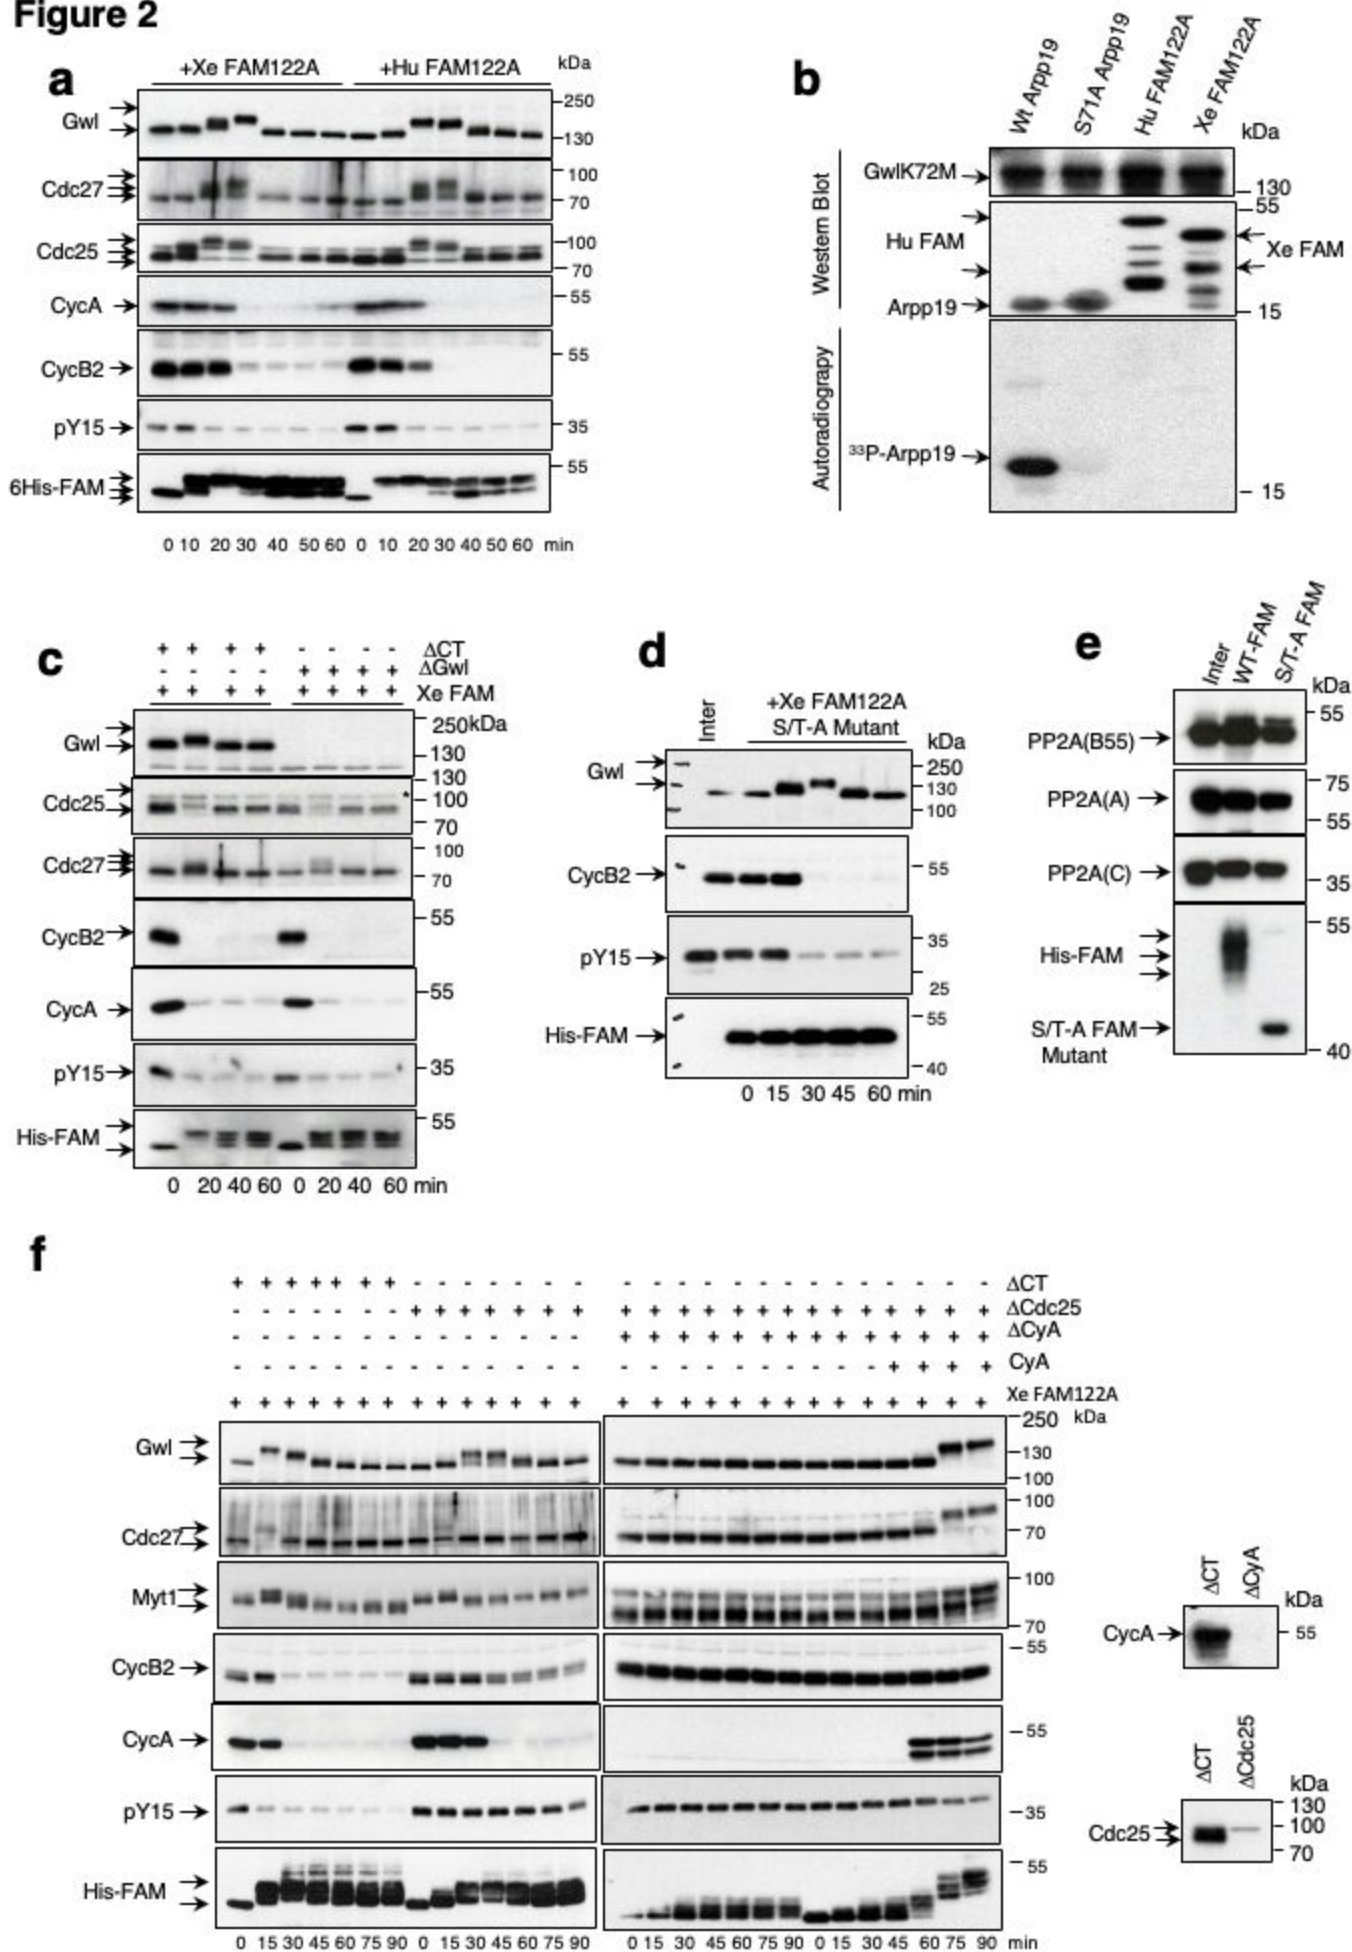 Figure 2
a
+Xe FAM122A +Hu FAM122A kDa
Gwl 250
130
Cdc27 100
70
Cdc25 100
70
CycA 55
CycB2 55
pY15 35
6His-FAM 55
0 10 20 30 40 50 60 0 10 20 30 40 50 60 min
b
Wt Arpp19
S71A Arpp19
Hu FAM122A
Xe FAM122A
kDa
Western Blot
GwlK72M 130
55
Hu FAM Xe FAM
Arpp19 15
Autoradiograpy
33P-Arpp19
15
c
+ + + + - - - - ΔCT
- - - - + + + + ΔGwl
+ + + + + + + + Xe FAM
Gwl 250kDa
130
Cdc25 * 130
100
70
Cdc27 100
70
CycB2 55
CycA 55
pY15 35
His-FAM 55
0 20 40 60 0 20 40 60 min
d
Inter
+Xe FAM122A
S/T-A Mutant
kDa
Gwl 250
130
100
CycB2 55
pY15 35
25
His-FAM 55
40
0 15 30 45 60 min
e
Inter
WT-FAM
S/T-A FAM
kDa
PP2A(B55) 55
PP2A(A) 75
55
PP2A(C) 35
His-FAM 55
S/T-A FAM
Mutant
40
f
+ + + + + + + - - - - - - - - - - - - - - - - - - - - - ΔCT
- - - - - - - + + + + + + + + + + + + + + + + + + + + + ΔCdc25
- - - - - - - - - - - - - - + + + + + + + + + + + + + + ΔCyA
- - - - - - - - - - - - - - - - - - - - - - - - + + + + CyA
+ + + + + + + + + + + + + + + + + + + + + + + + + + + + Xe FAM122A
Gwl 250 kDa
130
100
Cdc27 100
70
Myt1 100
70
CycB2 55
CycA 55
pY15 35
His-FAM 55
0 15 30 45 60 75 90 0 15 30 45 60 75 90 0 15 30 45 60 75 90 0 15 30 45 60 75 90 min
ΔCT
ΔCyA
kDa
CycA 55
ΔCT
ΔCdc25
kDa
130
Cdc25 100
70